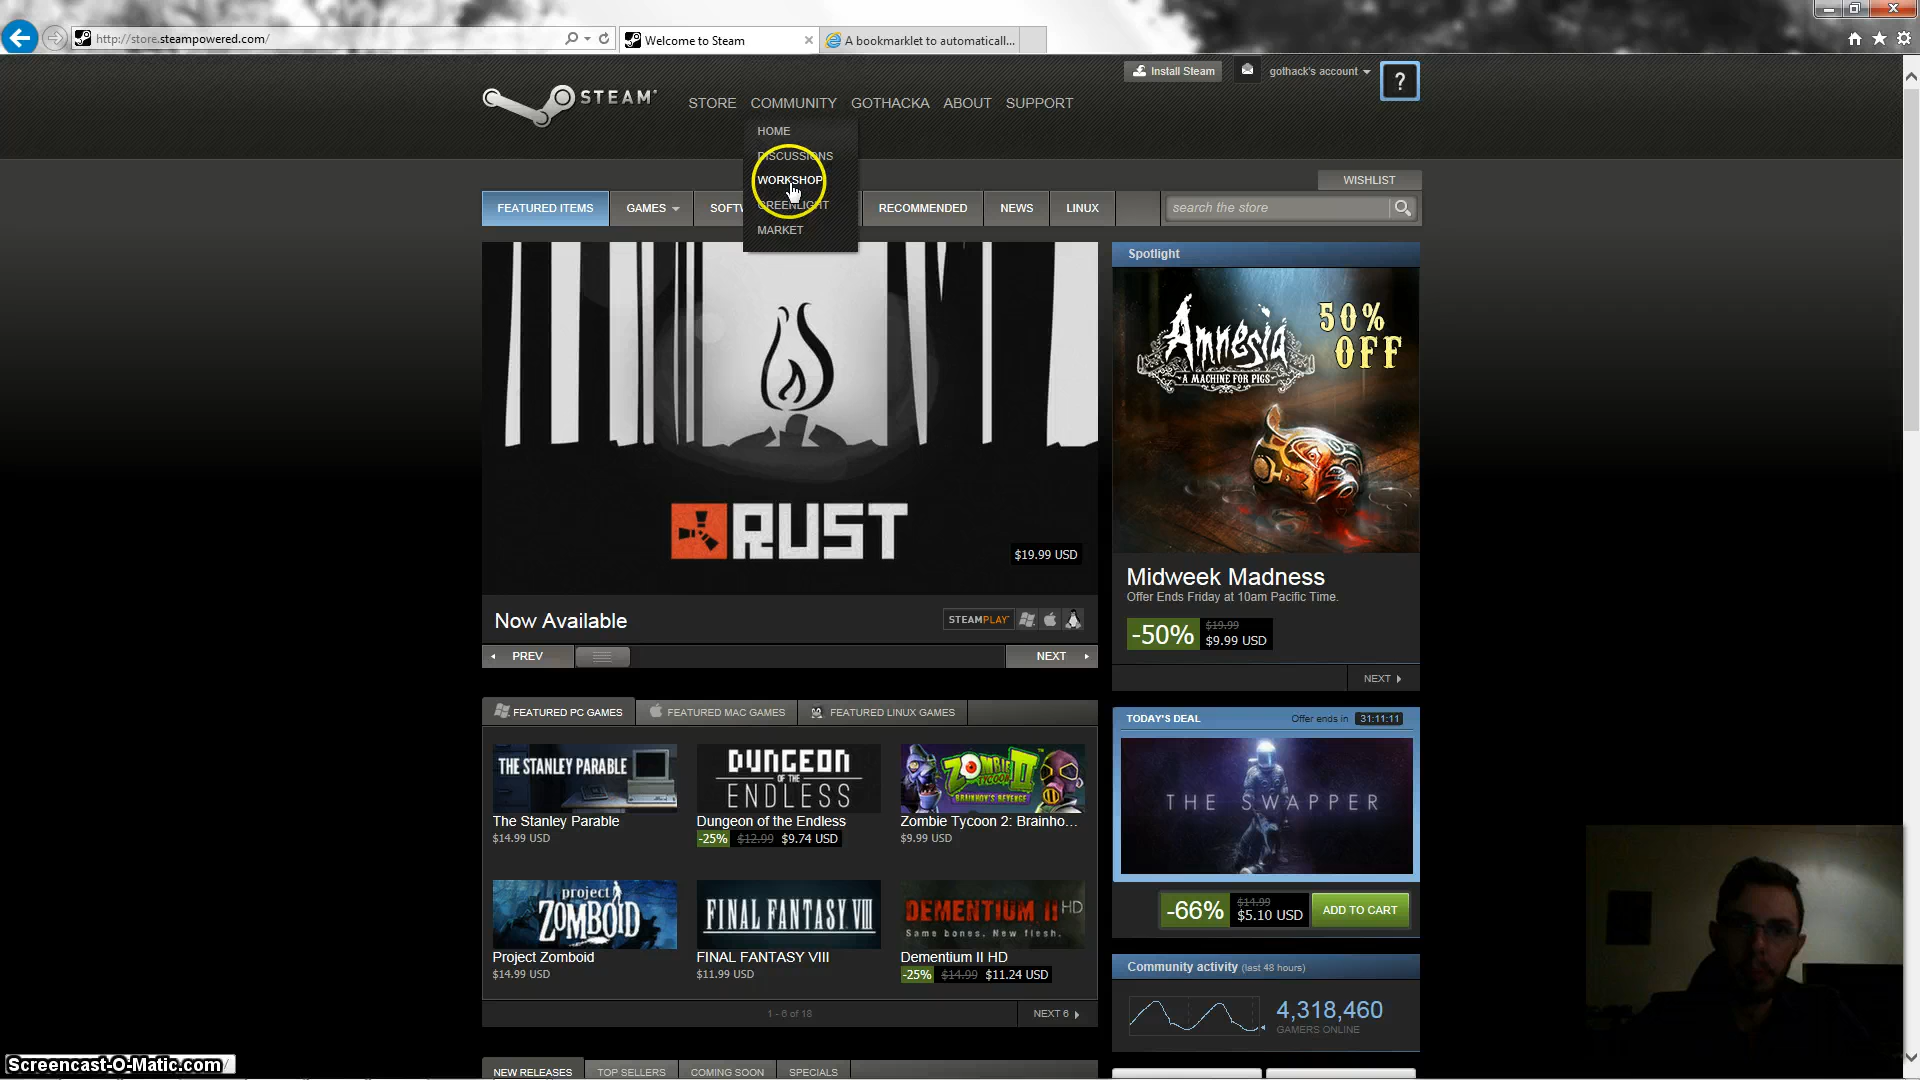 http://store.steampowered.com/
Welcome to Steam
A bookmarklet to automaticall...
Install Steam
gothack's account
?
STEAM
STORE COMMUNITY GOTHACKA ABOUT SUPPORT
HOME
DISCUSSIONS
WORKSHOP
GREENLIGHT
MARKET
WISHLIST
FEATURED ITEMS GAMES SOFTW RECOMMENDED NEWS LINUX
search the store
RUST
$19.99 USD
Now Available
STEAMPLAY
PREV
NEXT
Spotlight
Amnesia
A MACHINE FOR PIGS
50% OFF
Midweek Madness
Offer Ends Friday at 10am Pacific Time.
-50%
$19.99
$9.99 USD
NEXT
FEATURED PC GAMES FEATURED MAC GAMES FEATURED LINUX GAMES
THE STANLEY PARABLE
The Stanley Parable
$14.99 USD
DUNGEON OF THE ENDLESS
Dungeon of the Endless
-25% $12.99 $9.74 USD
ZOMBIE TYCOON II
BRAINHOV'S REVENGE
Zombie Tycoon 2: Brainho...
$9.99 USD
project ZOMBOID
Project Zomboid
$14.99 USD
FINAL FANTASY VIII
FINAL FANTASY VIII
$11.99 USD
DEMENTIUM II HD
Same bones. New flesh.
Dementium II HD
-25% $14.99 $11.24 USD
1 - 6 of 18
NEXT 6
TODAY'S DEAL
Offer ends in 31:11:11
THE SWAPPER
-66%
$14.99
$5.10 USD
ADD TO CART
Community activity (last 48 hours)
4,318,460
GAMERS ONLINE
NEW RELEASES TOP SELLERS COMING SOON SPECIALS
Screencast-O-Matic.com